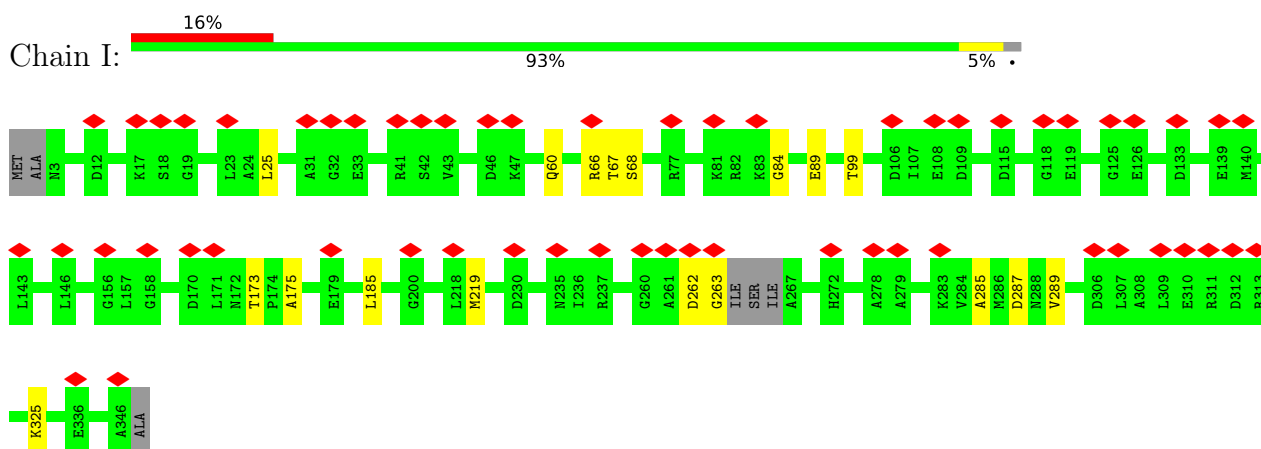 16%
Chain I:
93% 5% •
MET ALA N3 D12 K17 S18 G19 L23 A24 L25 A31 G32 E33 R41 S42 V43 D46 K47 Q60 R66 T67 S68 R77 K81 R82 K83 G84 E89 T99 D106 I107 E108 D109 D115 G118 E119 G125 E126 D133 E139 M140
L143 L146 G156 L157 G158 D170 L171 N172 T173 P174 A175 E179 L185 G200 L218 M219 D230 N235 I236 R237 G260 A261 D262 G263 ILE SER ILE A267 H272 A278 A279 K283 V284 A285 M286 D287 N288 V289 D306 L307 A308 L309 E310 R311 D312
K325 E336 A346 ALA